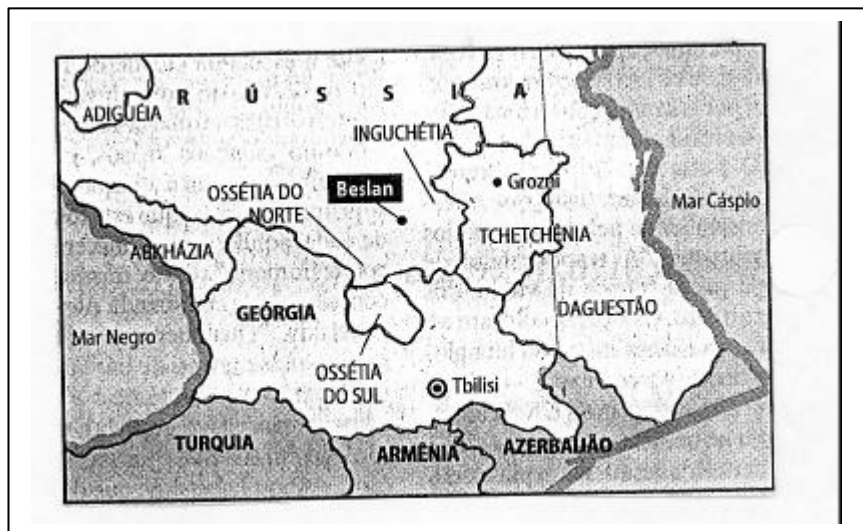 RÚSSIA
ADIGUÉIA
INGUCHÉTIA
OSSÉTIA DO
NORTE
Beslan
Grozni
Mar Cáspio
TCHETCHÊNIA
ABKHÁZIA
GEÓRGIA
DAGUESTÃO
Mar Negro
OSSÉTIA
DO SUL
Tbilisi
TURQUIA
ARMÊNIA
AZERBAIJÃO